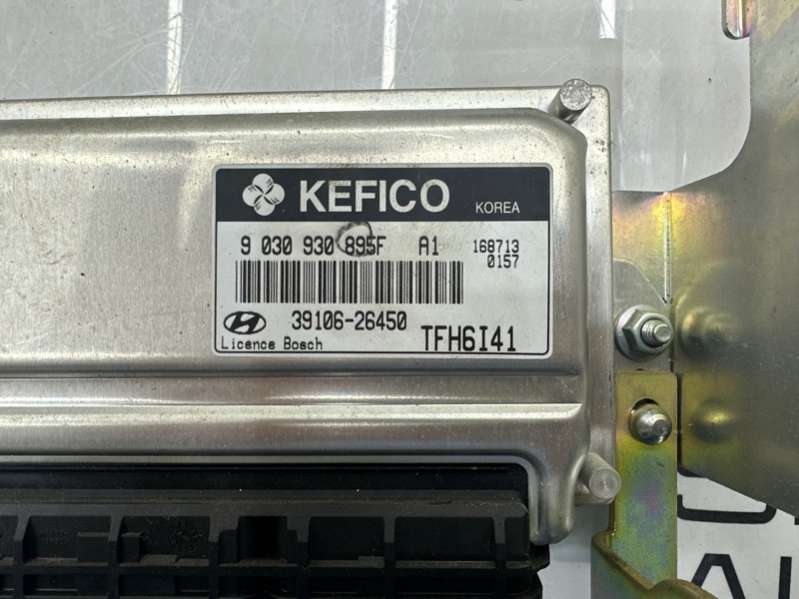 KEFICO KOREA
9 030 930 895F A1 168713
0157
39106-26450
Licence Bosch TFH6I41